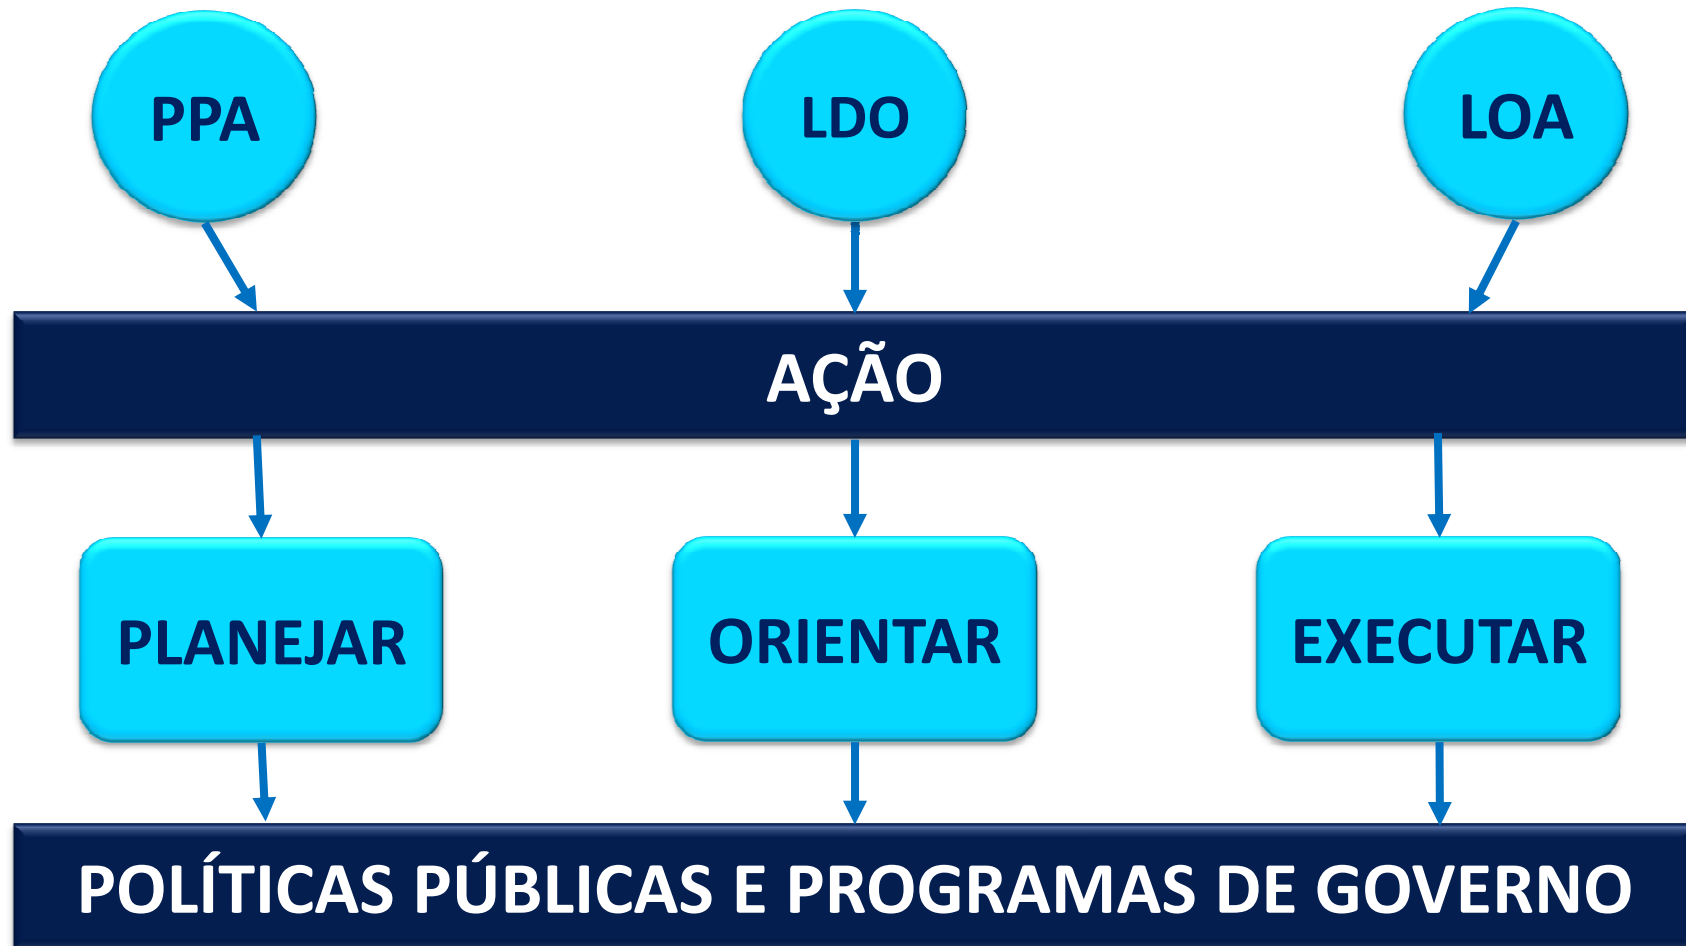 PPA
LDO
LOA
AÇÃO
PLANEJAR
ORIENTAR
EXECUTAR
POLÍTICAS PÚBLICAS E PROGRAMAS DE GOVERNO